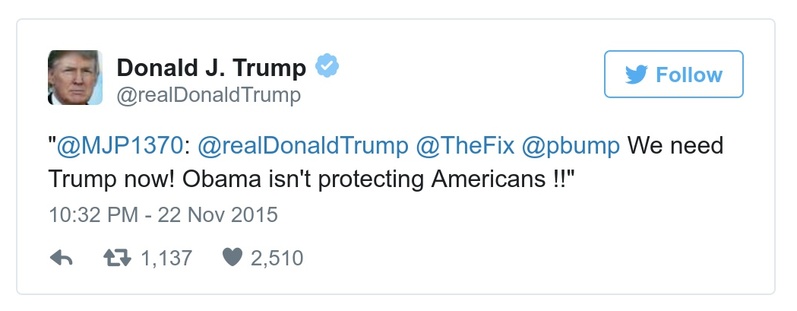 Donald J. Trump
@realDonaldTrump
Follow
"@MJP1370: @realDonaldTrump @TheFix @pbump We need
Trump now! Obama isn't protecting Americans !!"
10:32 PM - 22 Nov 2015
1,137 2,510